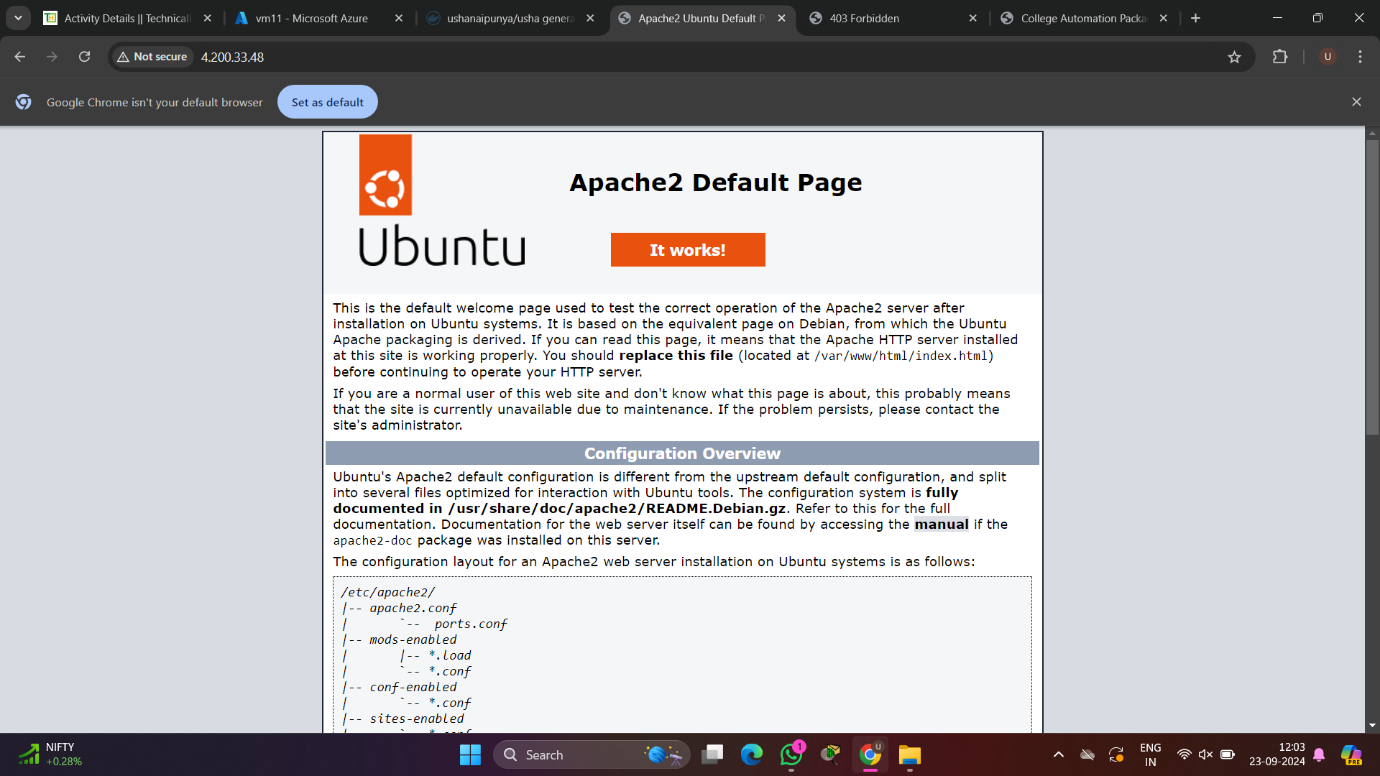 Activity Details || Technical
vm11 - Microsoft Azure
ushanaipunya/usha genera
Apache2 Ubuntu Default P
403 Forbidden
College Automation Packa
Not secure
4.200.33.48
U
Google Chrome isn't your default browser
Set as default
Apache2 Default Page
Ubuntu
It works!
This is the default welcome page used to test the correct operation of the Apache2 server after
installation on Ubuntu systems. It is based on the equivalent page on Debian, from which the Ubuntu
Apache packaging is derived. If you can read this page, it means that the Apache HTTP server installed
at this site is working properly. You should replace this file (located at /var/www/html/index.html)
before continuing to operate your HTTP server.
If you are a normal user of this web site and don't know what this page is about, this probably means
that the site is currently unavailable due to maintenance. If the problem persists, please contact the
site's administrator.
Configuration Overview
Ubuntu's Apache2 default configuration is different from the upstream default configuration, and split
into several files optimized for interaction with Ubuntu tools. The configuration system is fully
documented in /usr/share/doc/apache2/README.Debian.gz. Refer to this for the full
documentation. Documentation for the web server itself can be found by accessing the manual if the
apache2-doc package was installed on this server.
The configuration layout for an Apache2 web server installation on Ubuntu systems is as follows:
/etc/apache2/
|-- apache2.conf
|       `--  ports.conf
|-- mods-enabled
|       |-- *.load
|       `-- *.conf
|-- conf-enabled
|       `-- *.conf
|-- sites-enabled
|       `-- *.conf
NIFTY
+0.28%
Search
1
U
ENG
IN
12:03
23-09-2024
PRE